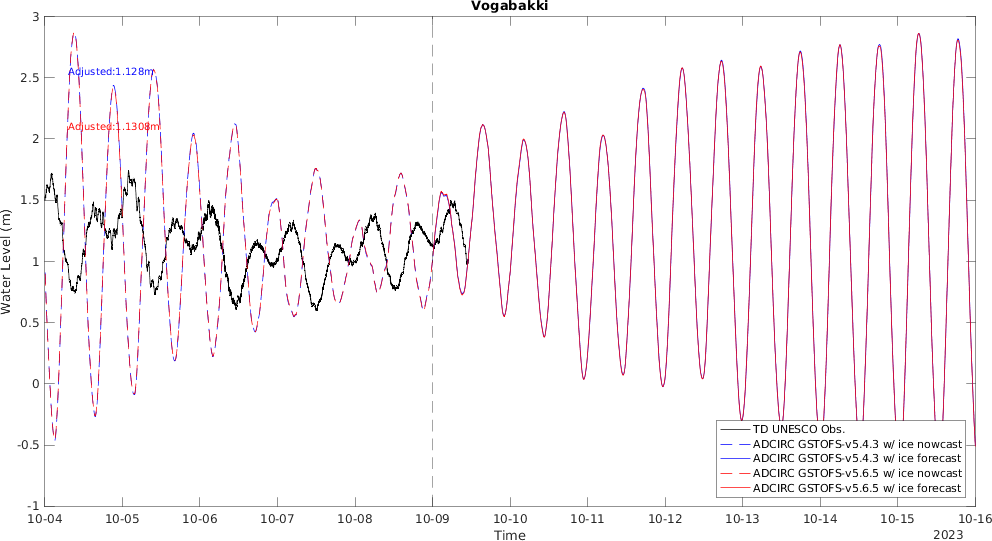 Vogabakki
3
2.5
2
1.5
1
0.5
0
-0.5
-1
Water Level (m)
Adjusted:1.128m
Adjusted:1.1308m
TD UNESCO Obs.
ADCIRC GSTOFS-v5.4.3 w/ ice nowcast
ADCIRC GSTOFS-v5.4.3 w/ ice forecast
ADCIRC GSTOFS-v5.6.5 w/ ice nowcast
ADCIRC GSTOFS-v5.6.5 w/ ice forecast
10-04 10-05 10-06 10-07 10-08 10-09 10-10 10-11 10-12 10-13 10-14 10-15 10-16
Time
2023